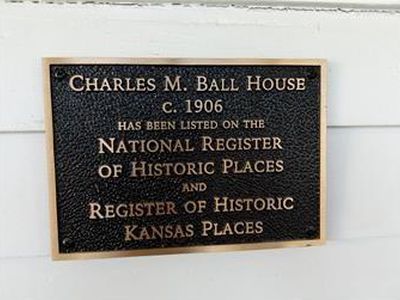 CHARLES M. BALL HOUSE
C. 1906
HAS BEEN LISTED ON THE
NATIONAL REGISTER
OF HISTORIC PLACES
AND
REGISTER OF HISTORIC
KANSAS PLACES